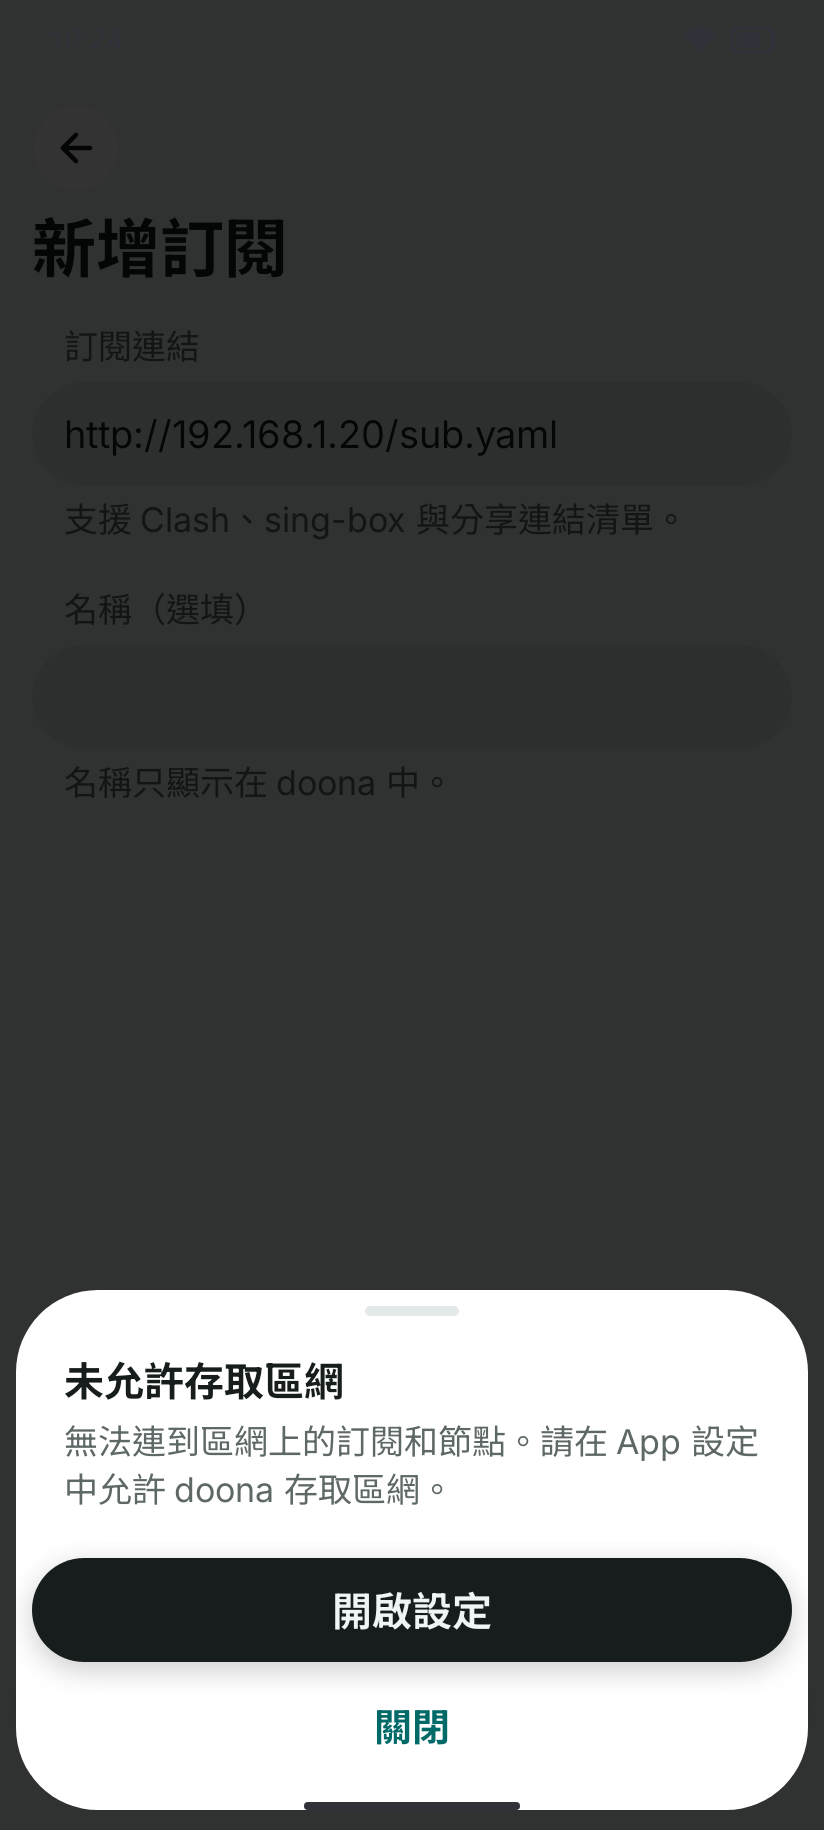 新增訂閱
訂閱連結
http://192.168.1.20/sub.yaml
支援 Clash、sing-box 與分享連結清單。
名稱（選填）
名稱只顯示在 doona 中。
未允許存取區網
無法連到區網上的訂閱和節點。請在 App 設定
中允許 doona 存取區網。
開啟設定
關閉